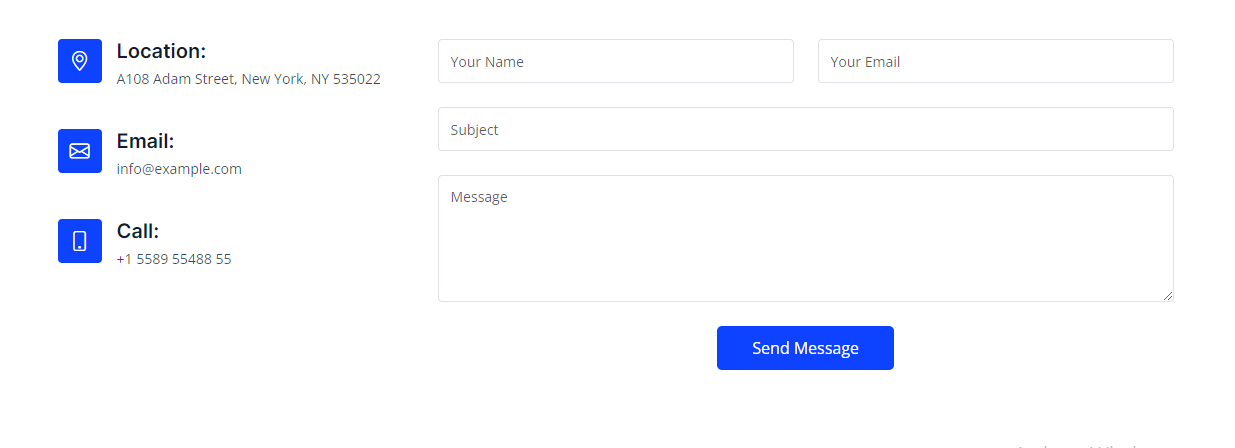 Location:
A108 Adam Street, New York, NY 535022
Email:
info@example.com
Call:
+1 5589 55488 55
Your Name
Your Email
Subject
Message
Send Message